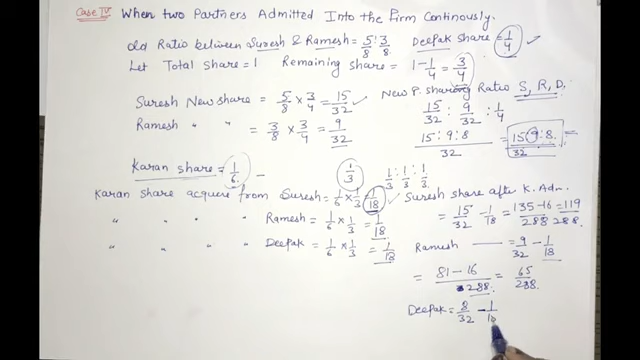 Case IV When two Partners Admitted Into the Firm Continously.
Old Ratio between Suresh & Ramesh = 5/8 : 3/8. Deepak share = 1/4 ✓
Let Total share = 1 Remaining share = 1 - 1/4 = 3/4
Suresh New share = 5/8 × 3/4 = 15/32 ✓
Ramesh " " = 3/8 × 3/4 = 9/32
New P. sharing Ratio S, R, D.
15/32 : 9/32 : 1/4
15 : 9 : 8 / 32 15 : 9 : 8. / 32 =
Karan share = 1/6. -
1/3 1/3 : 1/3 : 1/3.
Karan share acquire from Suresh = 1/6 × 1/3 = 1/18 ✓
" " " " Ramesh = 1/6 × 1/3 = 1/18
" " " " Deepak = 1/6 × 1/3 = 1/18
Suresh share after K. Adm.
= 15/32 - 1/18 = 135 - 16 / 288 = 119/288.
Ramesh —— = 9/32 - 1/18
= 81 - 16 / 288. = 65/288.
Deepak = 8/32 - 1/18